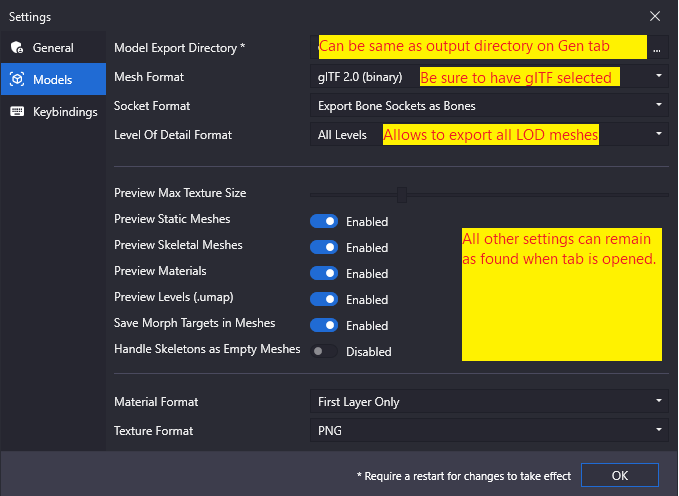 Settings
General
Models
Keybindings
Model Export Directory * Can be same as output directory on Gen tab ...
Mesh Format glTF 2.0 (binary) Be sure to have glTF selected
Socket Format Export Bone Sockets as Bones
Level Of Detail Format All Levels Allows to export all LOD meshes
Preview Max Texture Size
Preview Static Meshes Enabled
Preview Skeletal Meshes Enabled
Preview Materials Enabled
Preview Levels (.umap) Enabled
Save Morph Targets in Meshes Enabled
Handle Skeletons as Empty Meshes Disabled
All other settings can remain
as found when tab is opened.
Material Format First Layer Only
Texture Format PNG
* Require a restart for changes to take effect OK